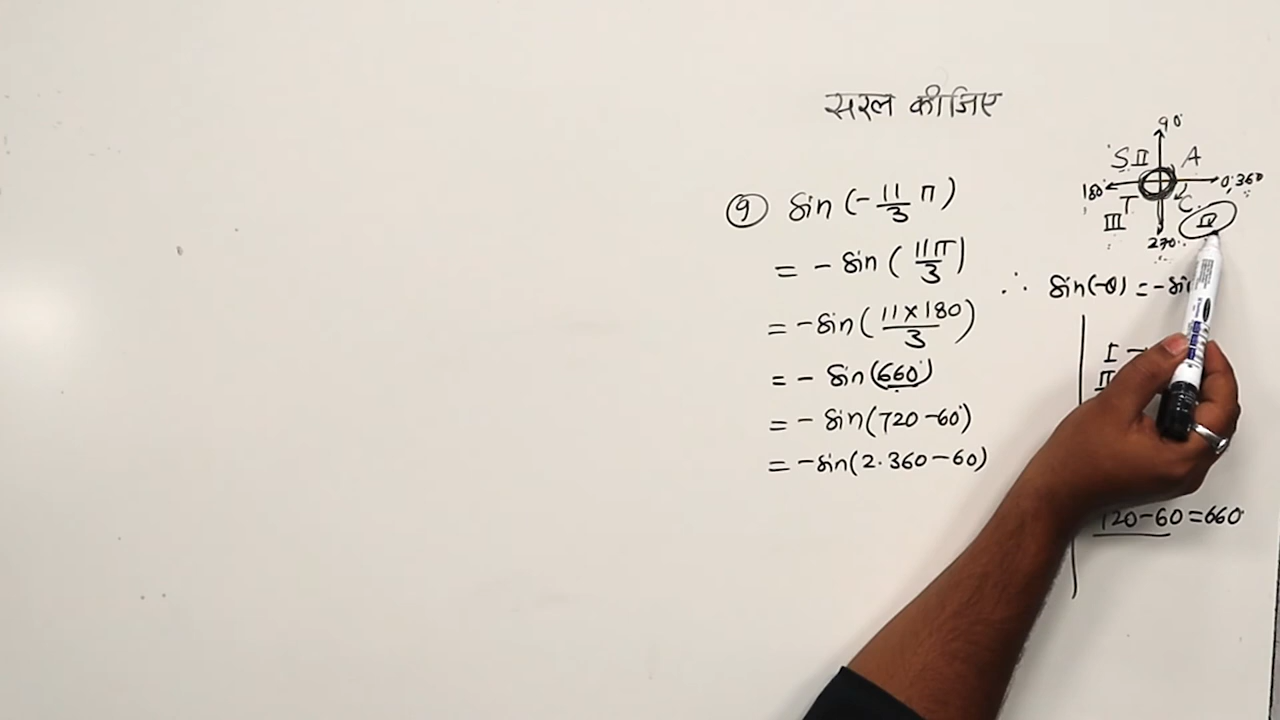 सरल कीजिए
90°
S II A
180° 0°,360
T C
III IV
270°
(9) sin(-11/3 π)
= - sin(11π/3)
∴ sin(-θ) = - 
= -sin(11×180/3)
I
= - sin(660°)
II
= - sin(720-60°)
= -sin(2.360-60)
720-60=660°